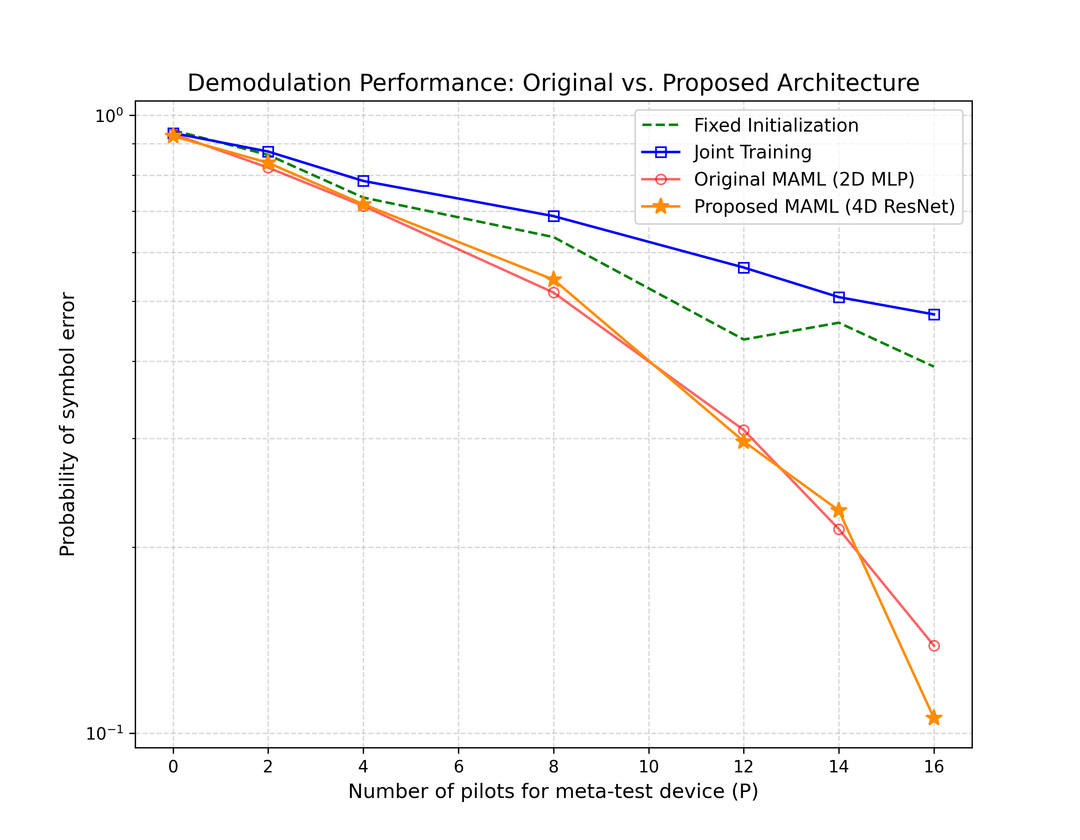 Demodulation Performance: Original vs. Proposed Architecture
10⁰
10⁻¹
Probability of symbol error
Fixed Initialization
Joint Training
Original MAML (2D MLP)
Proposed MAML (4D ResNet)
0 2 4 6 8 10 12 14 16
Number of pilots for meta-test device (P)